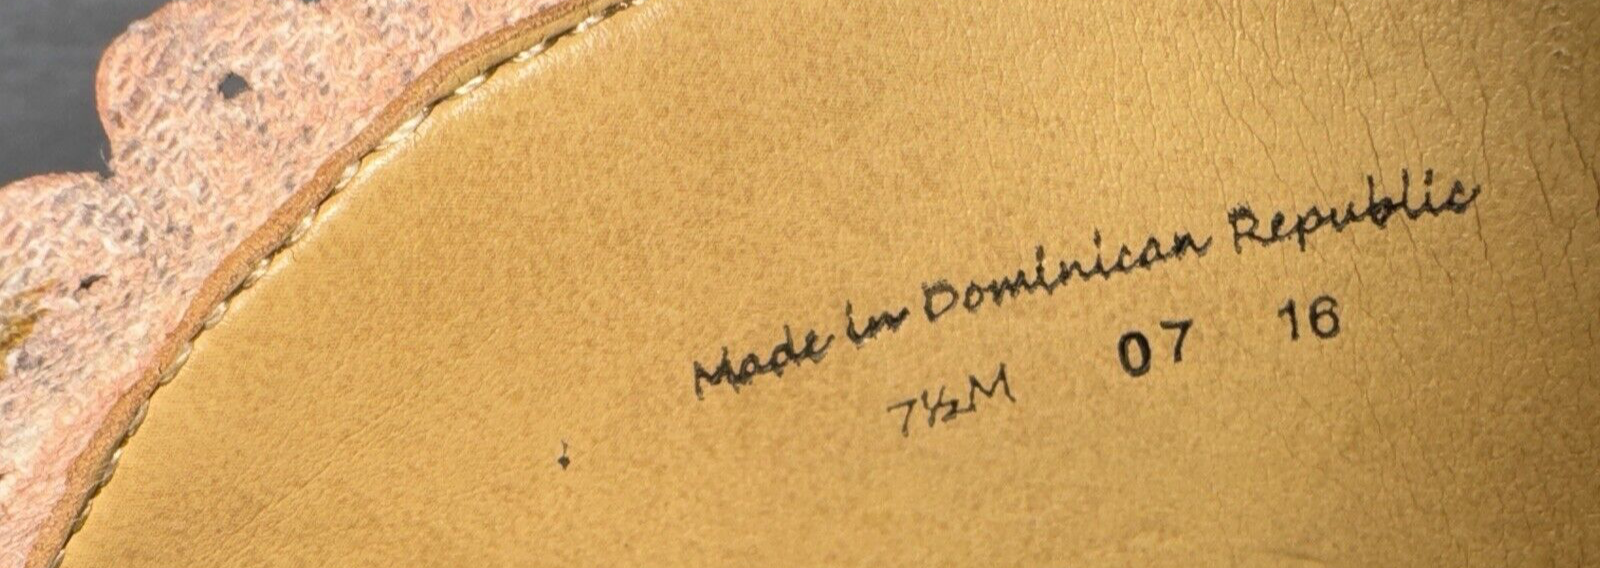 Made in Dominican Republic
7½M 07 16